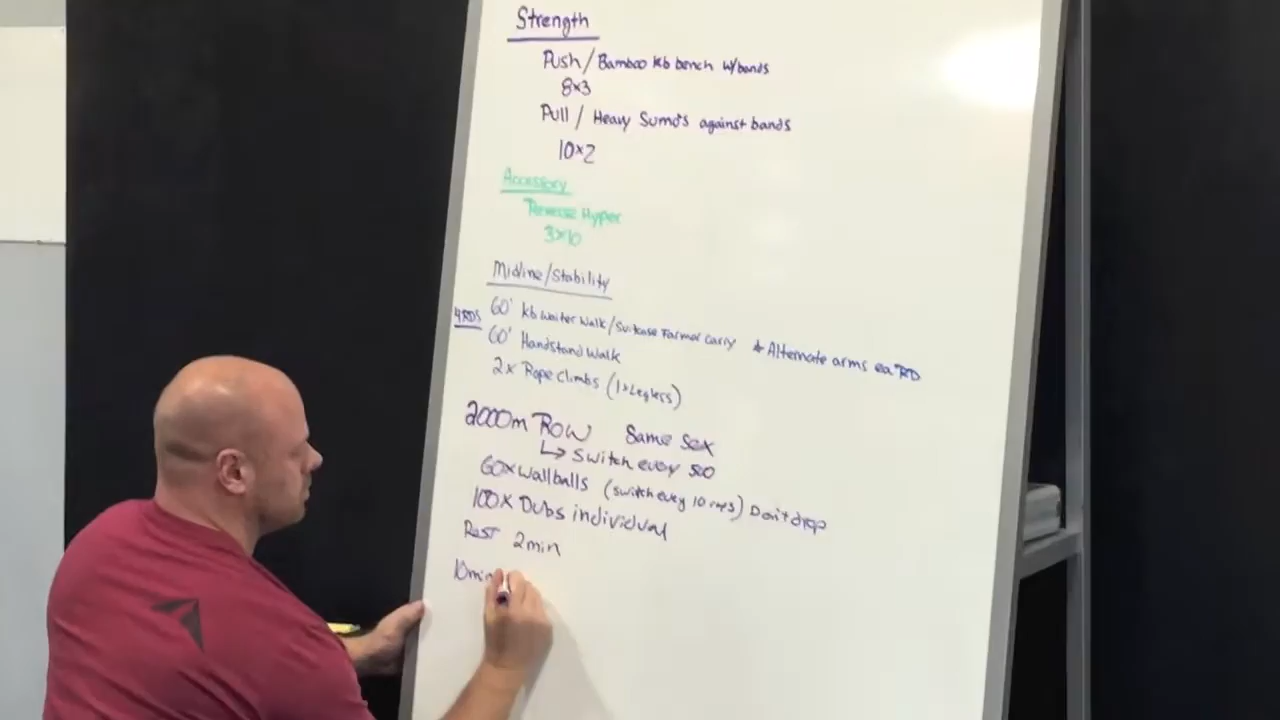 Strength
Push / Bamboo Kb bench w/bands
8x3
Pull / Heavy Sumo's against bands
10x2
Accessory
Reverse Hyper
3x10
Midline/Stability
4RDS 60' Kb Waiter Walk/Suitcase Farmer Carry * Alternate arms ea RD
60' Handstand Walk
2x Rope Climbs (1x Legless)
2000m Row Same Sex
↳ Switch every 500
60x Wallballs (switch every 10 reps) Don't drop
100x Dubs individual
Rest 2min
10min